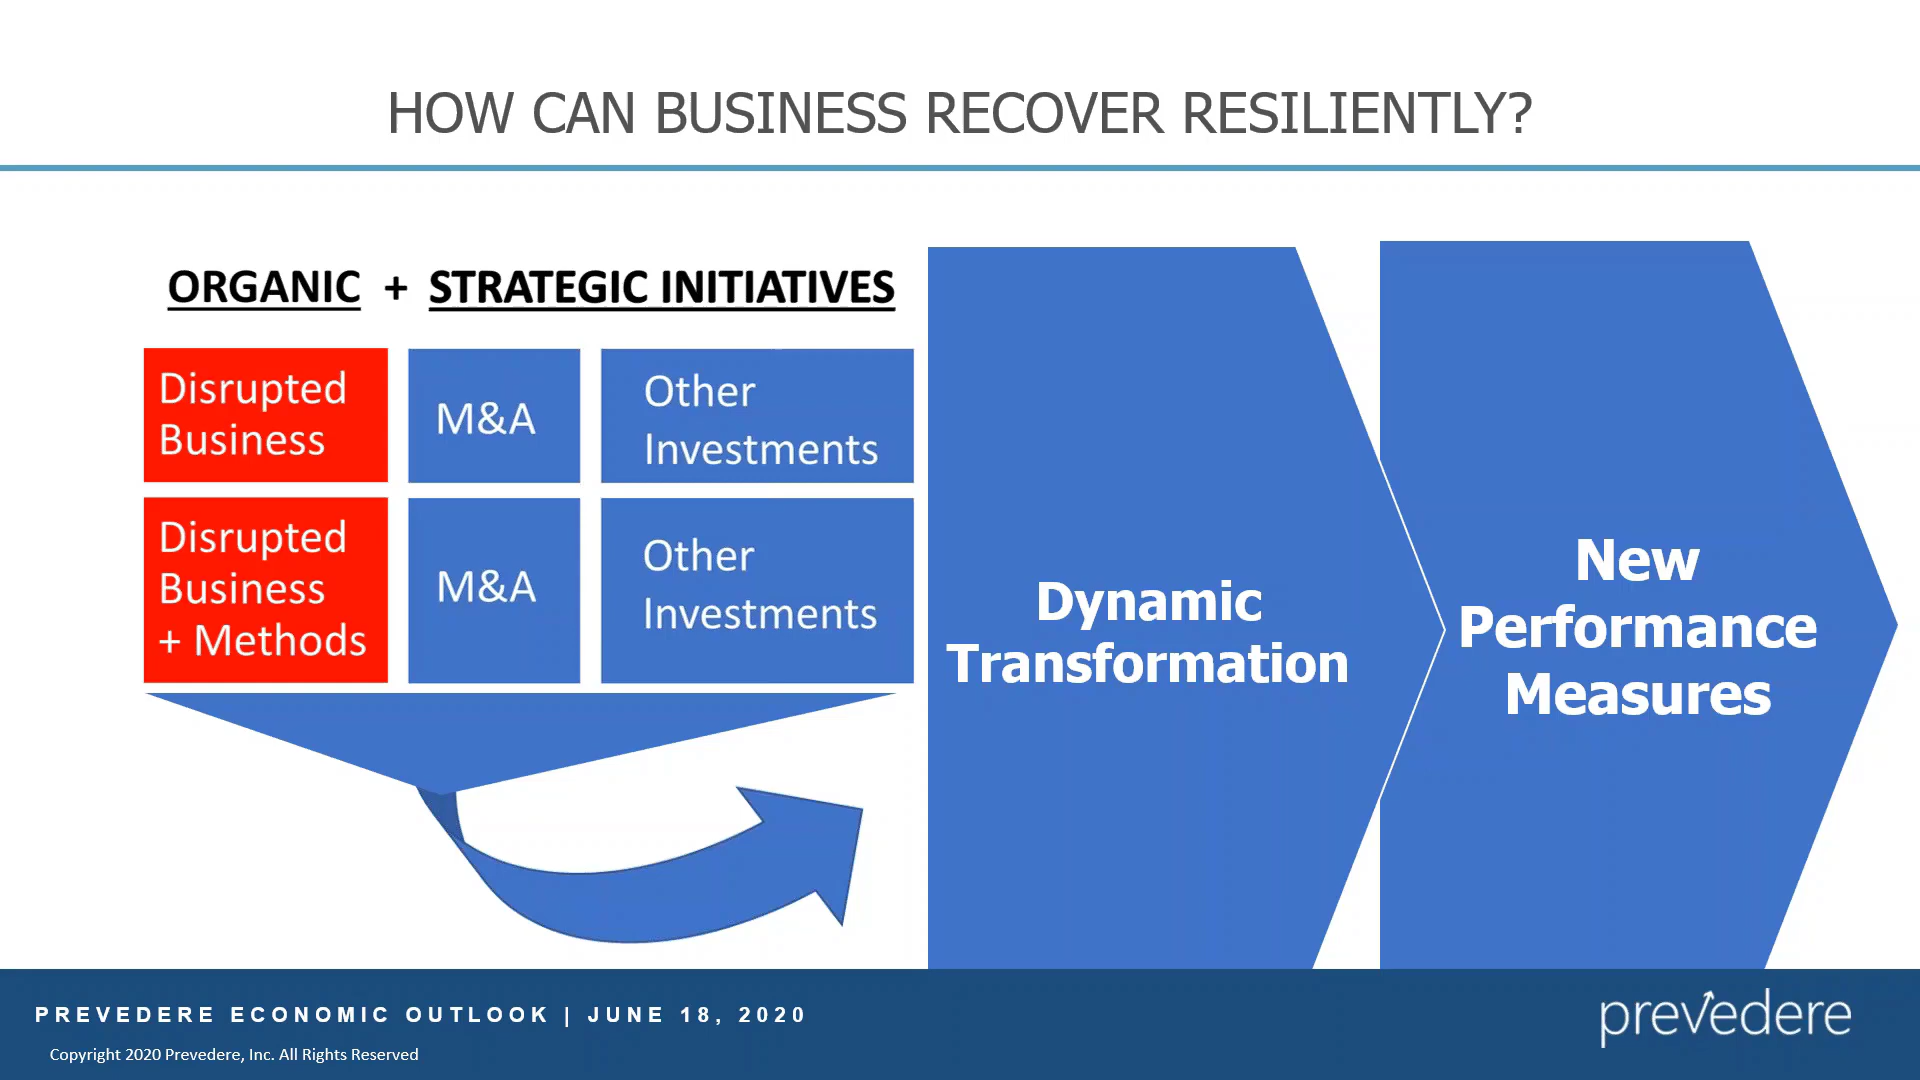 HOW CAN BUSINESS RECOVER RESILIENTLY?
ORGANIC + STRATEGIC INITIATIVES
Disrupted
Business
M&A
Other
Investments
Disrupted
Business
+ Methods
M&A
Other
Investments
Dynamic
Transformation
New
Performance
Measures
PREVEDERE ECONOMIC OUTLOOK | JUNE 18, 2020
Copyright 2020 Prevedere, Inc. All Rights Reserved
prevedere